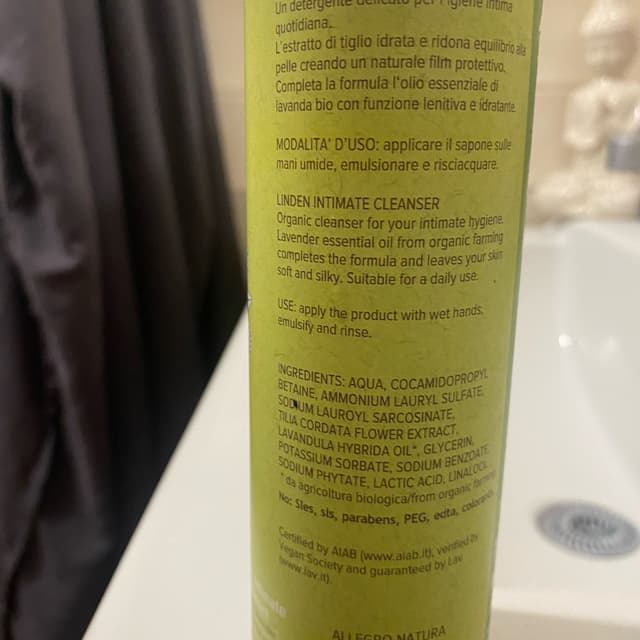 Un detergente delicato per l'igiene intima
quotidiana.
L'estratto di tiglio idrata e ridona equilibrio alla
pelle creando un naturale film protettivo.
Completa la formula l'olio essenziale di
lavanda bio con funzione lenitiva e idratante.
MODALITA' D'USO: applicare il sapone sulle
mani umide, emulsionare e risciacquare.
LINDEN INTIMATE CLEANSER
Organic cleanser for your intimate hygiene.
Lavender essential oil from organic farming
completes the formula and leaves your skin
soft and silky. Suitable for a daily use.
USE: apply the product with wet hands,
emulsify and rinse.
INGREDIENTS: AQUA, COCAMIDOPROPYL
BETAINE, AMMONIUM LAURYL SULFATE,
SODIUM LAUROYL SARCOSINATE,
TILIA CORDATA FLOWER EXTRACT,
LAVANDULA HYBRIDA OIL*, GLYCERIN,
POTASSIUM SORBATE, SODIUM BENZOATE,
SODIUM PHYTATE, LACTIC ACID, LINALOOL
* da agricoltura biologica/from organic farming
No: Sles, sls, parabens, PEG, edta, colorants
Certified by AIAB (www.aiab.it), verified by
Vegan Society and guaranteed by Lav
(www.lav.it).
ALLEGRO NATURA